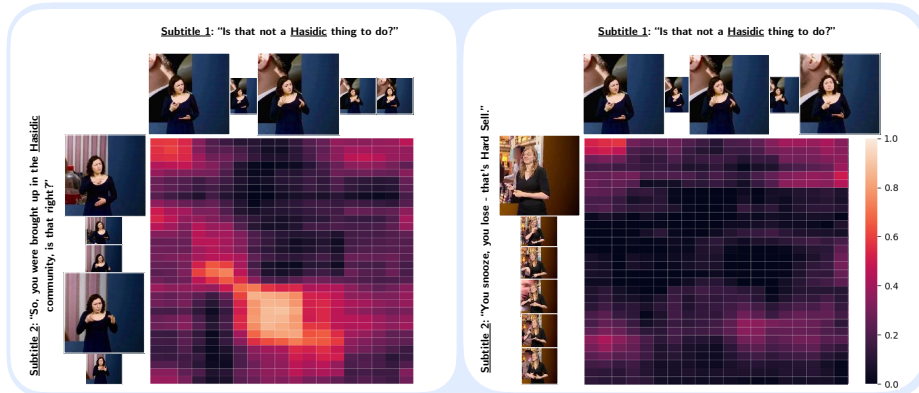 Subtitle 1: “Is that not a Hasidic thing to do?”
Subtitle 2: “So, you were brought up in the Hasidic
community, is that right?”
Subtitle 1: “Is that not a Hasidic thing to do?”
Subtitle 2: “You snooze, you lose - that’s Hard Sell.”
1.0
0.8
0.6
0.4
0.2
0.0